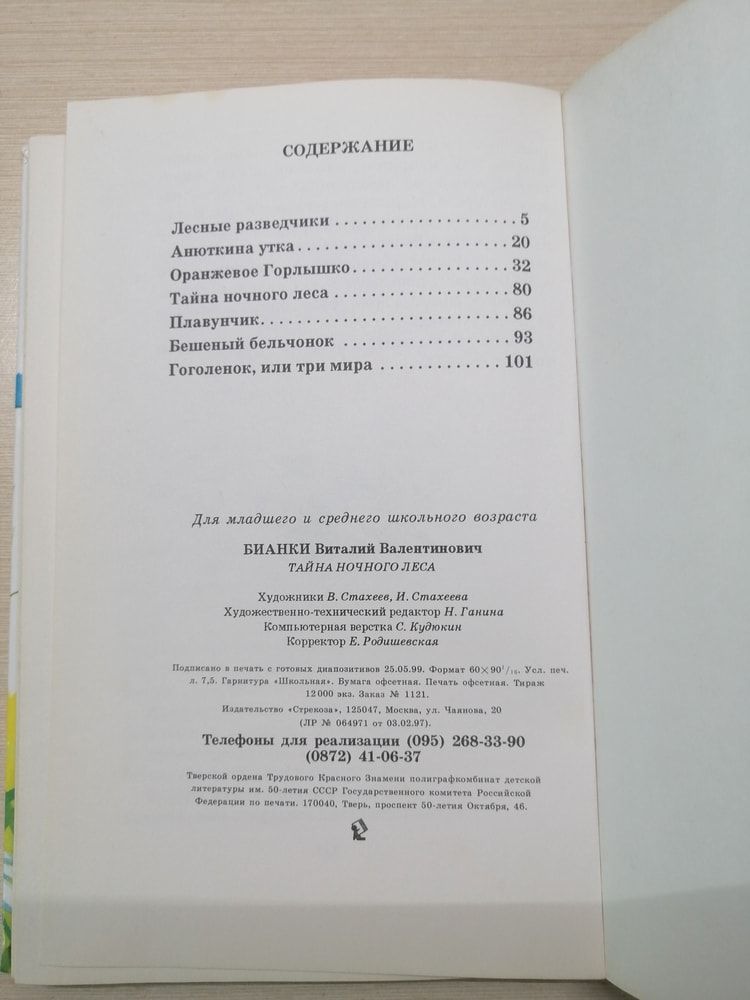 СОДЕРЖАНИЕ
Лесные разведчики . . . . . . . . . . . . . . . . . . . . 5
Анюткина утка . . . . . . . . . . . . . . . . . . . . . . . 20
Оранжевое Горлышко. . . . . . . . . . . . . . . . . . 32
Тайна ночного леса . . . . . . . . . . . . . . . . . . . . 80
Плавунчик. . . . . . . . . . . . . . . . . . . . . . . . . . . . 86
Бешеный бельчонок . . . . . . . . . . . . . . . . . . . 93
Гоголенок, или три мира . . . . . . . . . . . . . 101
Для младшего и среднего школьного возраста
БИАНКИ Виталий Валентинович
ТАЙНА НОЧНОГО ЛЕСА
Художники В. Стахеев, И. Стахеева
Художественно-технический редактор Н. Ганина
Компьютерная верстка С. Кудюкин
Корректор Е. Родишевская
Подписано в печать с готовых диапозитивов 25.05.99. Формат 60×90¹/₁₆. Усл. печ.
л. 7,5. Гарнитура «Школьная». Бумага офсетная. Печать офсетная. Тираж
12 000 экз. Заказ № 1121.
Издательство «Стрекоза», 125047, Москва, ул. Чаянова, 20
(ЛР № 064971 от 03.02.97).
Телефоны для реализации (095) 268-33-90
(0872) 41-06-37
Тверской ордена Трудового Красного Знамени полиграфкомбинат детской
литературы им. 50-летия СССР Государственного комитета Российской
Федерации по печати. 170040, Тверь, проспект 50-летия Октября, 46.